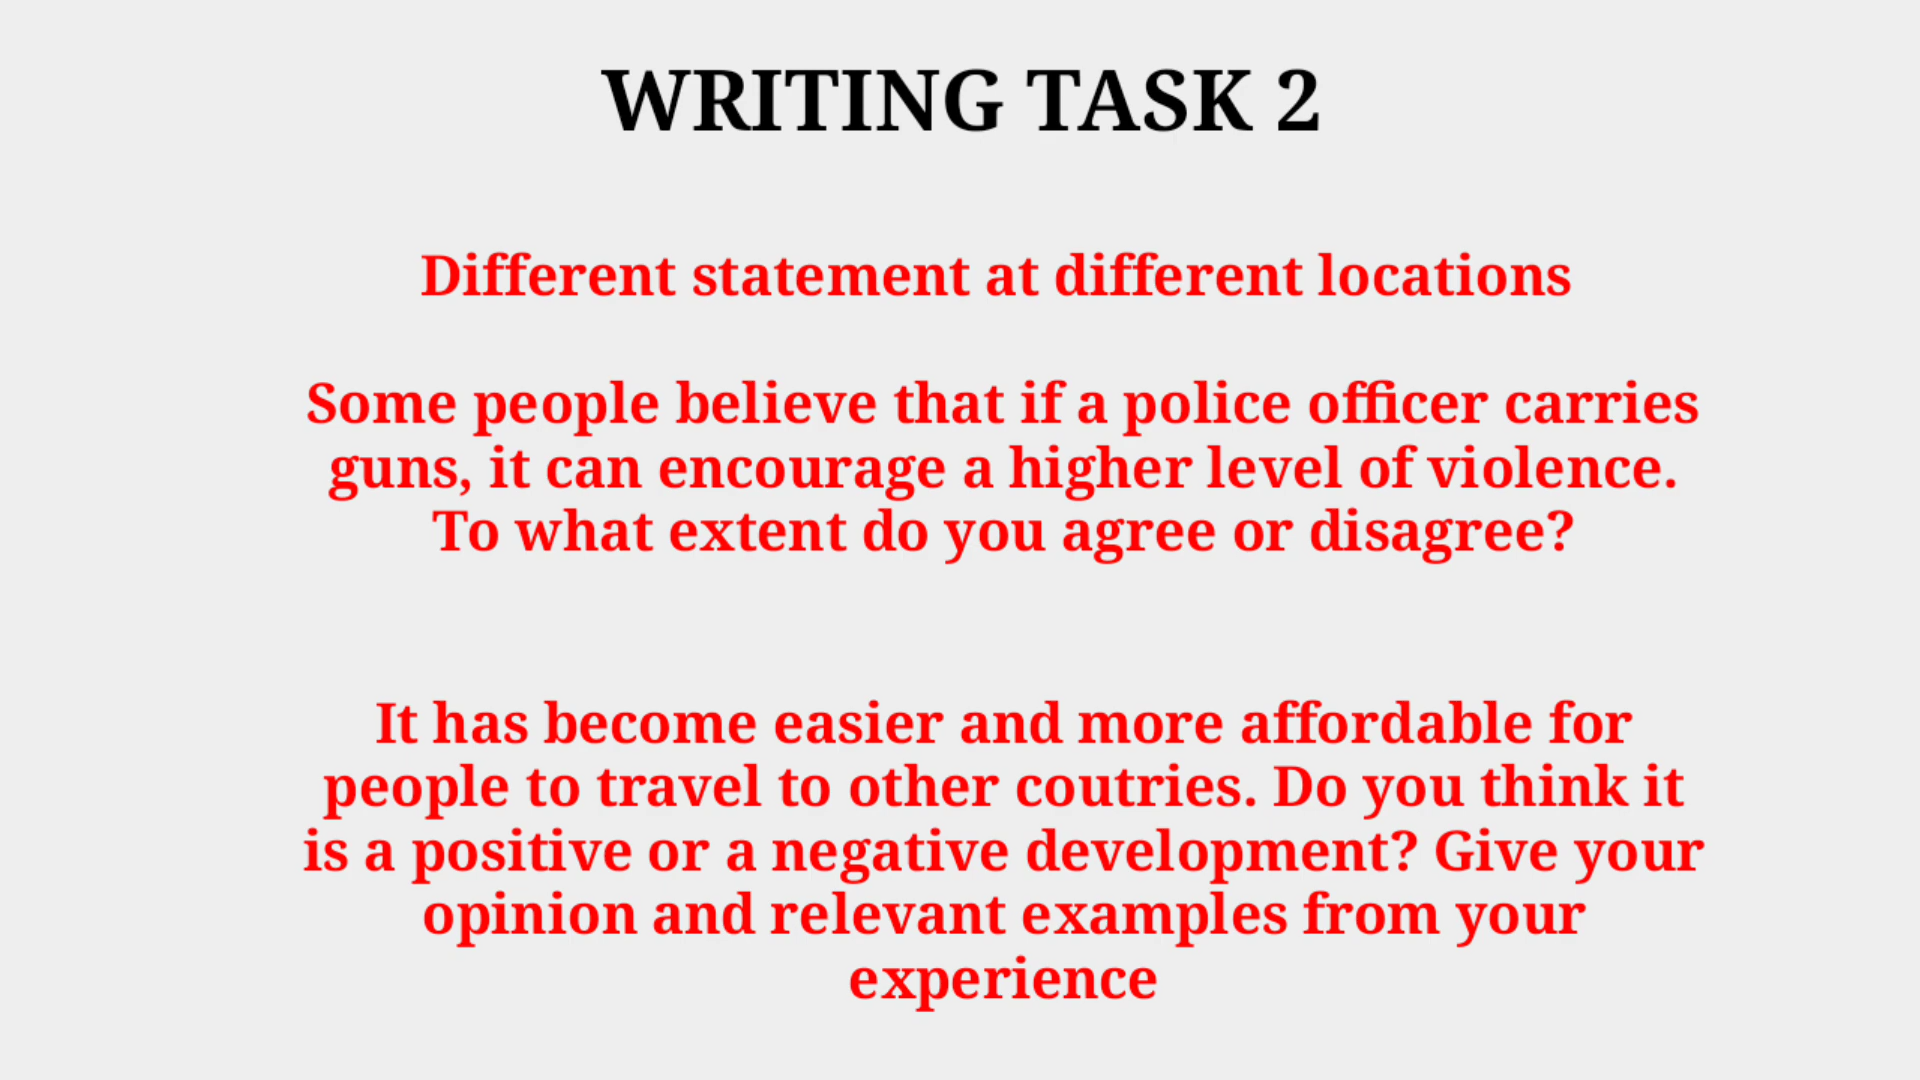 WRITING TASK 2
Different statement at different locations
Some people believe that if a police officer carries
guns, it can encourage a higher level of violence.
To what extent do you agree or disagree?
It has become easier and more affordable for
people to travel to other coutries. Do you think it
is a positive or a negative development? Give your
opinion and relevant examples from your
experience